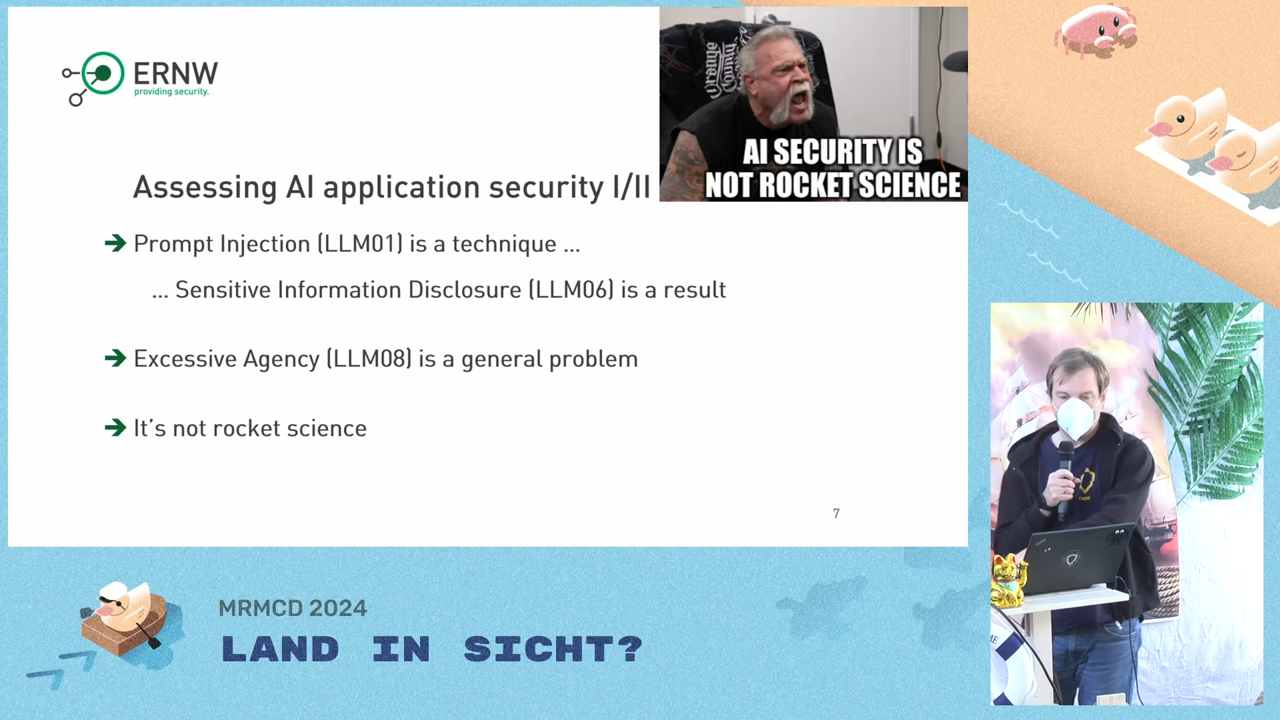 ERNW
providing security.
Orange
County
AI SECURITY IS
NOT ROCKET SCIENCE
Assessing AI application security I/II
Prompt Injection (LLM01) is a technique ...
... Sensitive Information Disclosure (LLM06) is a result
Excessive Agency (LLM08) is a general problem
It's not rocket science
7
MRMCD 2024
LAND IN SICHT?